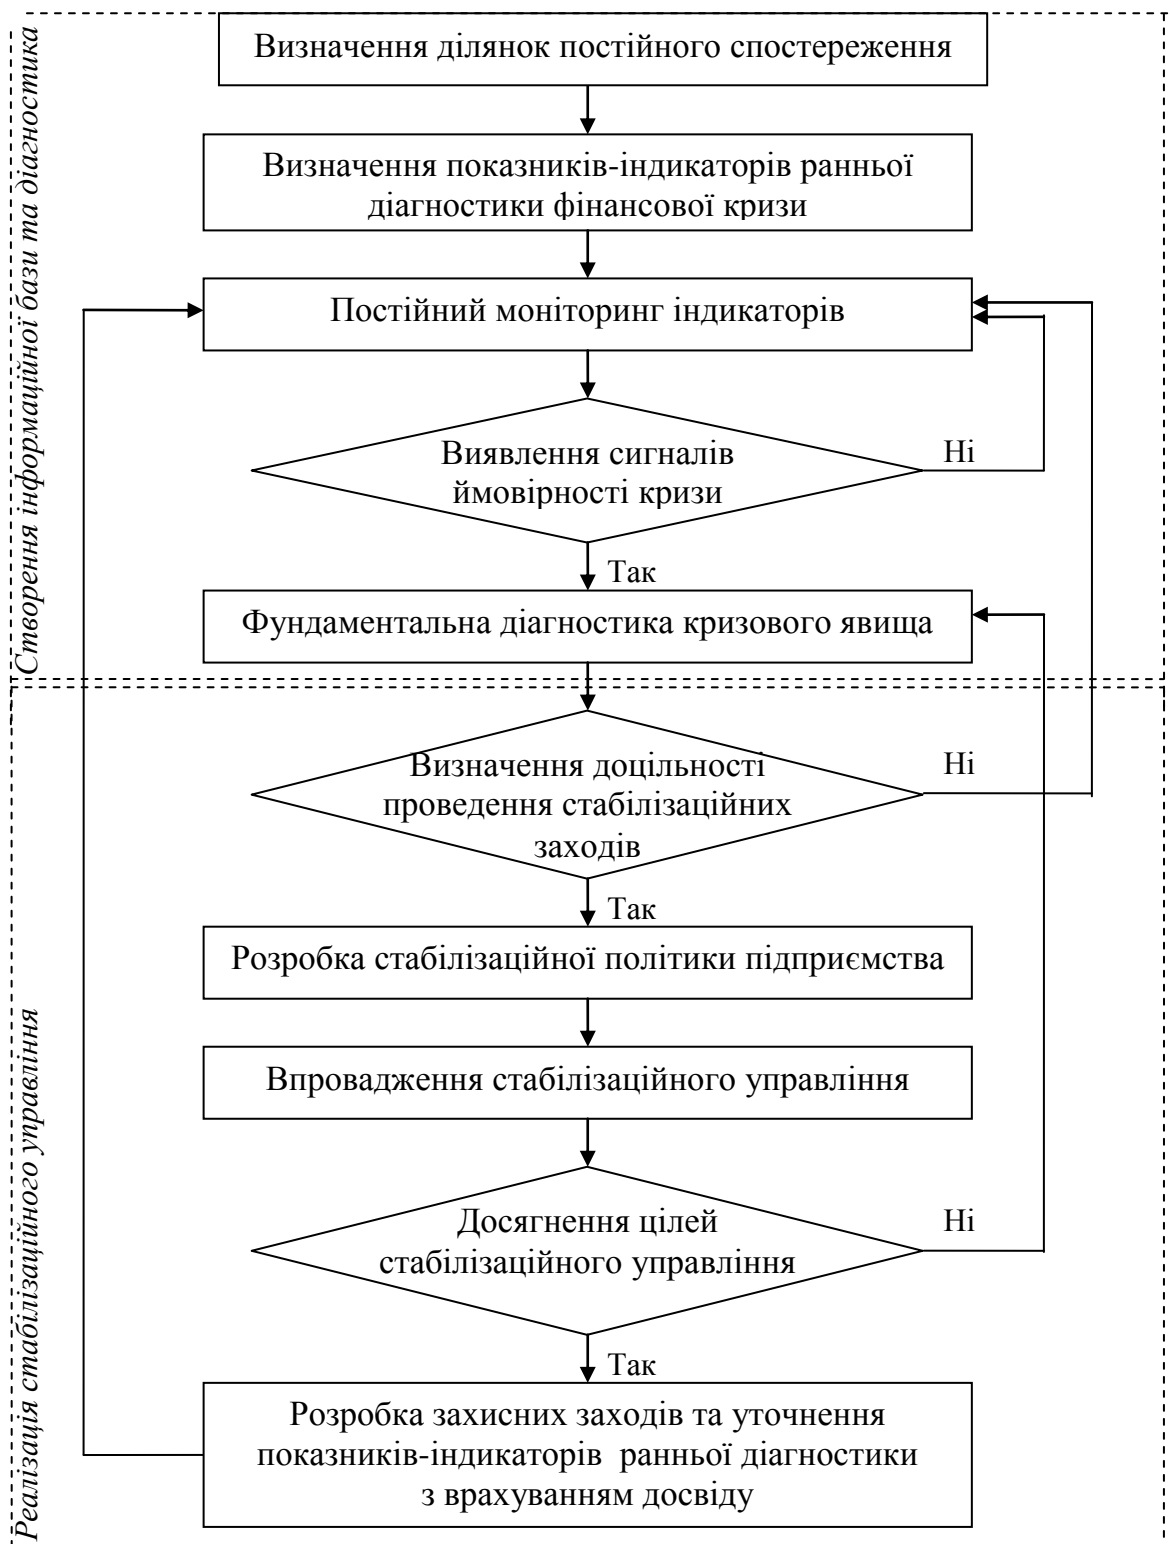 Створення інформаційної бази та діагностика
Визначення ділянок постійного спостереження
Визначення показників-індикаторів ранньої
діагностики фінансової кризи
Постійний моніторинг індикаторів
Виявлення сигналів
ймовірності кризи
Ні
Так
Фундаментальна діагностика кризового явища
Реалізація стабілізаційного управління
Визначення доцільності
проведення стабілізаційних
заходів
Ні
Так
Розробка стабілізаційної політики підприємства
Впровадження стабілізаційного управління
Досягнення цілей
стабілізаційного управління
Ні
Так
Розробка захисних заходів та уточнення
показників-індикаторів ранньої діагностики
з врахуванням досвіду